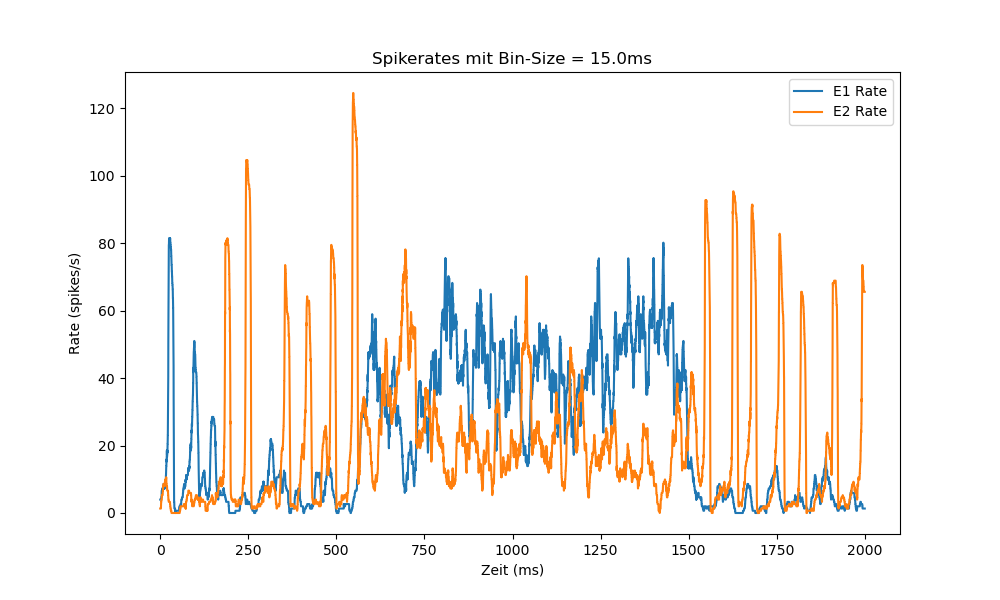 Spikerates mit Bin-Size = 15.0ms
E1 Rate
E2 Rate
120
100
80
60
40
20
0
Rate (spikes/s)
0 250 500 750 1000 1250 1500 1750 2000
Zeit (ms)